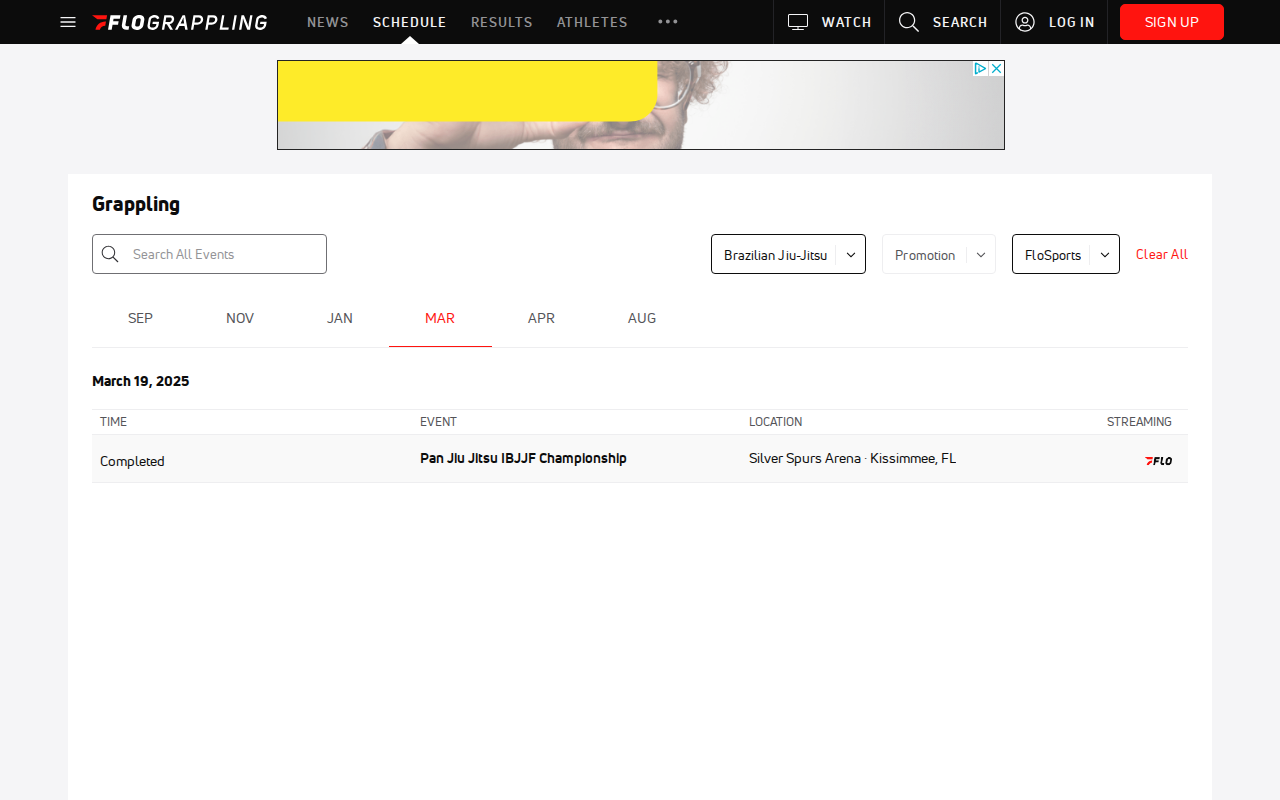 FLOGRAPPLING NEWS SCHEDULE RESULTS ATHLETES WATCH SEARCH LOG IN SIGN UP
Grappling
Search All Events Brazilian Jiu-Jitsu Promotion FloSports Clear All
SEP NOV JAN MAR APR AUG
March 19, 2025
TIME EVENT LOCATION STREAMING
Completed Pan Jiu Jitsu IBJJF Championship Silver Spurs Arena · Kissimmee, FL FLO